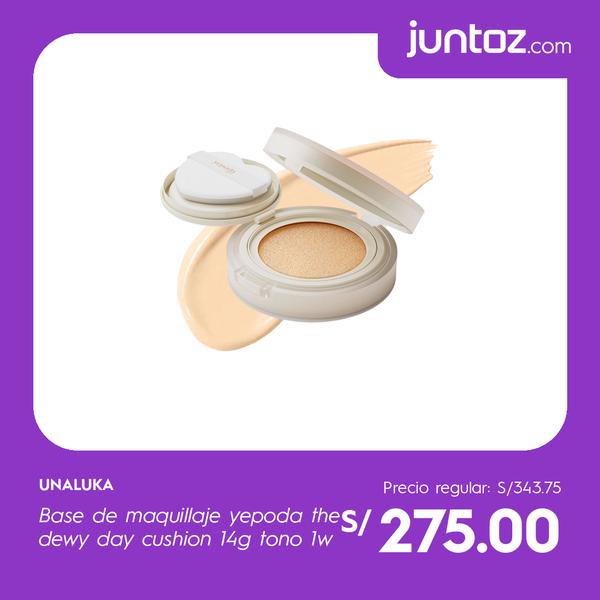 juntoz.com
UNALUKA
Base de maquillaje yepoda the
dewy day cushion 14g tono 1w
Precio regular: S/343.75
S/ 275.00